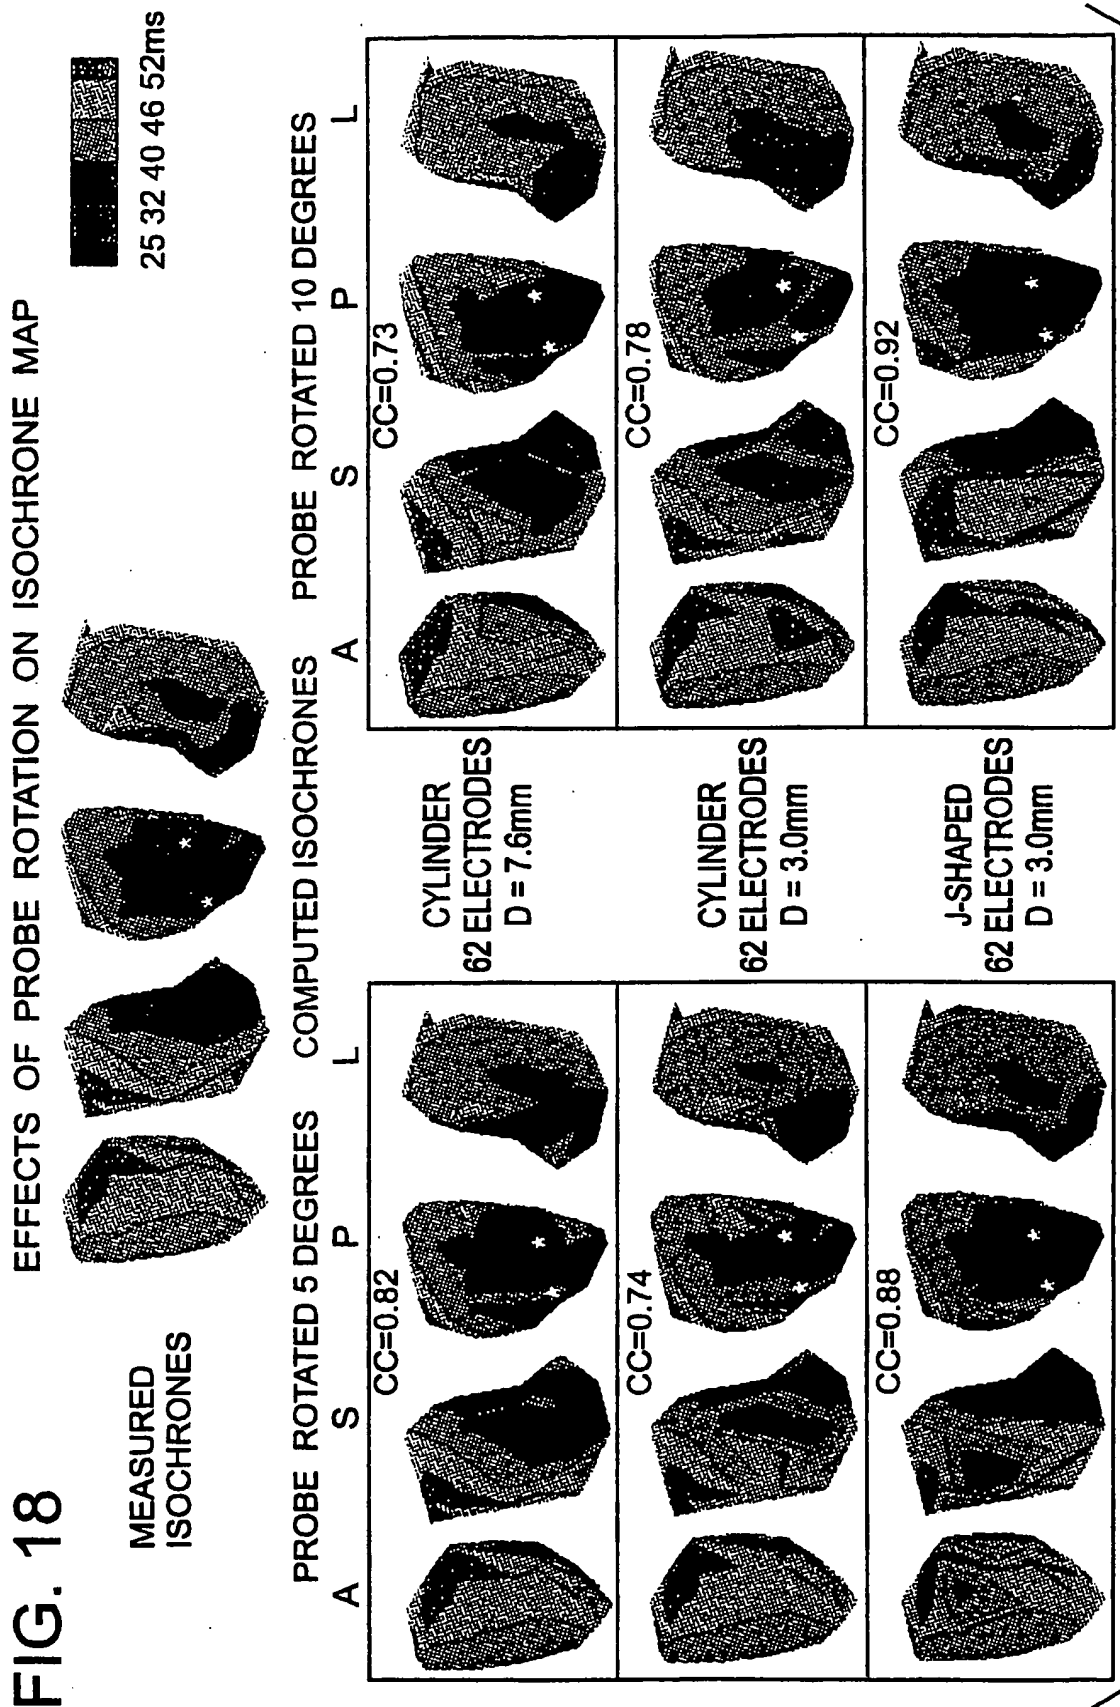 FIG. 18
EFFECTS OF PROBE ROTATION ON ISOCHRONE MAP
MEASURED
ISOCHRONES
25 32 40 46 52ms
PROBE ROTATED 5 DEGREES
COMPUTED ISOCHRONES
PROBE ROTATED 10 DEGREES
A S P L
A S P L
CC=0.82
CYLINDER
62 ELECTRODES
D = 7.6mm
CC=0.73
CC=0.74
CYLINDER
62 ELECTRODES
D = 3.0mm
CC=0.78
CC=0.88
J-SHAPED
62 ELECTRODES
D = 3.0mm
CC=0.92